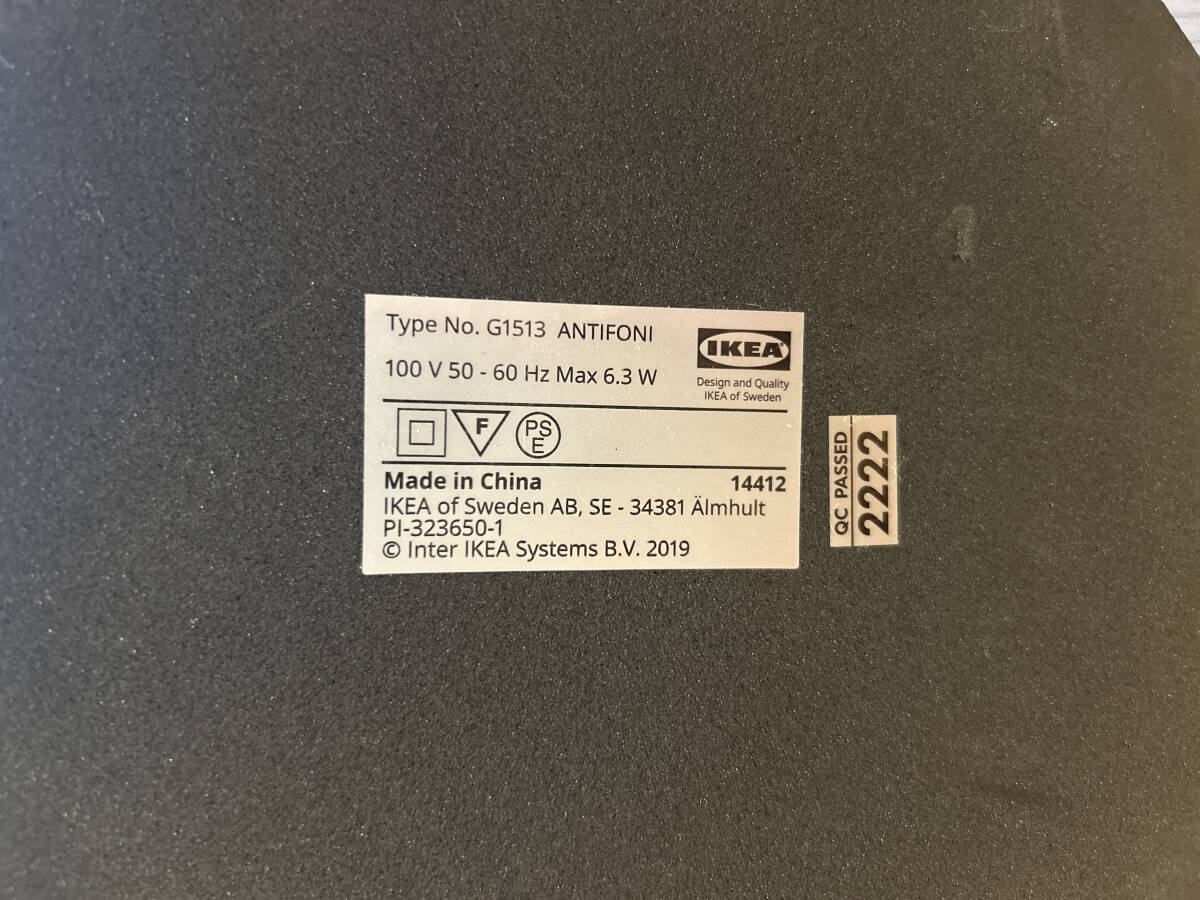 Type No. G1513 ANTIFONI
100 V 50 - 60 Hz Max 6.3 W
IKEA
Design and Quality
IKEA of Sweden
F
PS
E
Made in China
14412
IKEA of Sweden AB, SE - 34381 Älmhult
PI-323650-1
© Inter IKEA Systems B.V. 2019
QC PASSED
2222